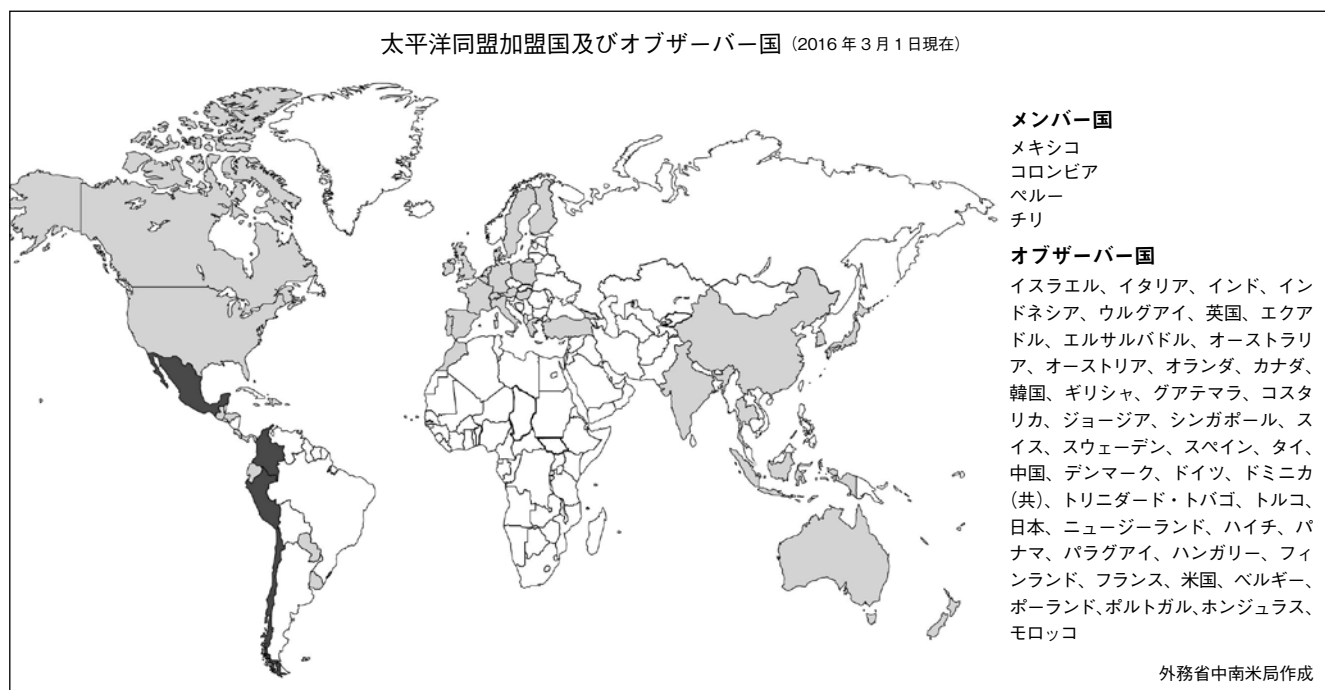 太平洋同盟加盟国及びオブザーバー国（2016年3月1日現在）
メンバー国
メキシコ
コロンビア
ペルー
チリ
オブザーバー国
イスラエル、イタリア、インド、イン
ドネシア、ウルグアイ、英国、エクア
ドル、エルサルバドル、オーストラリ
ア、オーストリア、オランダ、カナダ、
韓国、ギリシャ、グアテマラ、コスタ
リカ、ジョージア、シンガポール、ス
イス、スウェーデン、スペイン、タイ、
中国、デンマーク、ドイツ、ドミニカ
（共）、トリニダード・トバゴ、トルコ、
日本、ニュージーランド、ハイチ、パ
ナマ、パラグアイ、ハンガリー、フィ
ンランド、フランス、米国、ベルギー、
ポーランド、ポルトガル、ホンジュラス、
モロッコ
外務省中南米局作成